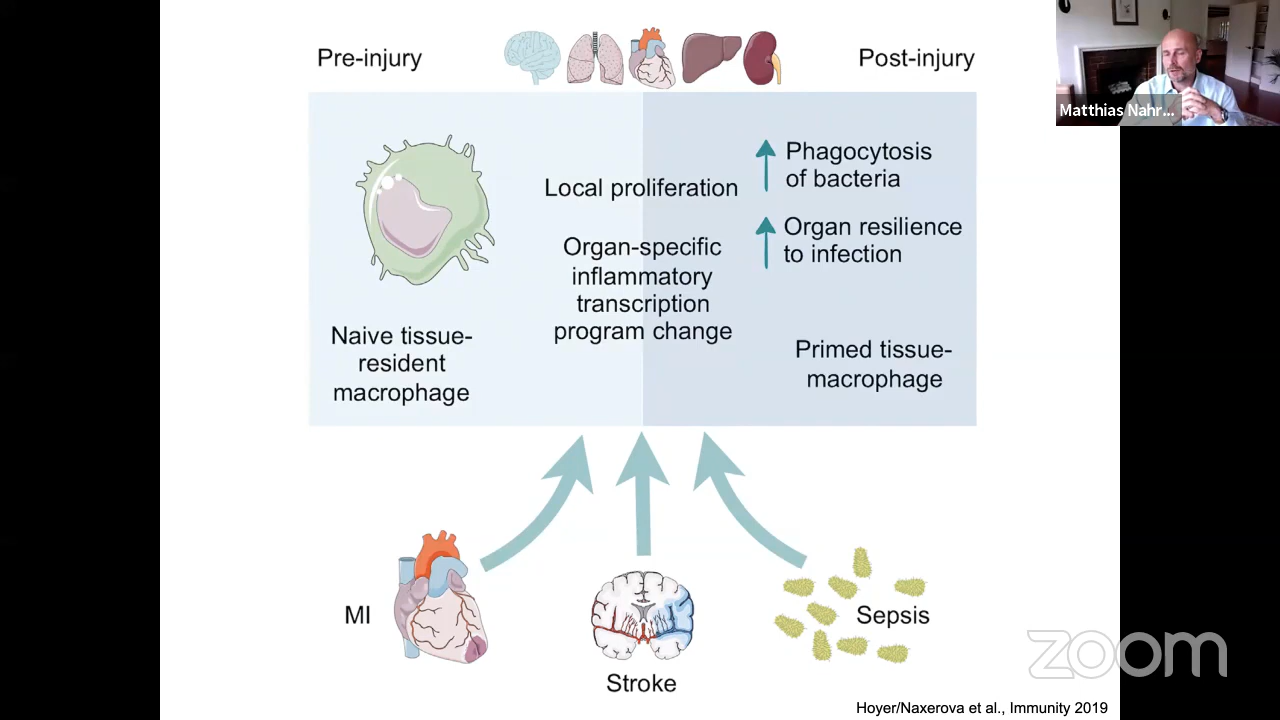 Pre-injury
Post-injury
Matthias Nahr...
Phagocytosis
of bacteria
Local proliferation
Organ resilience
to infection
Organ-specific
inflammatory
transcription
program change
Naive tissue-
resident
macrophage
Primed tissue-
macrophage
MI
Stroke
Sepsis
zoom
Hoyer/Naxerova et al., Immunity 2019